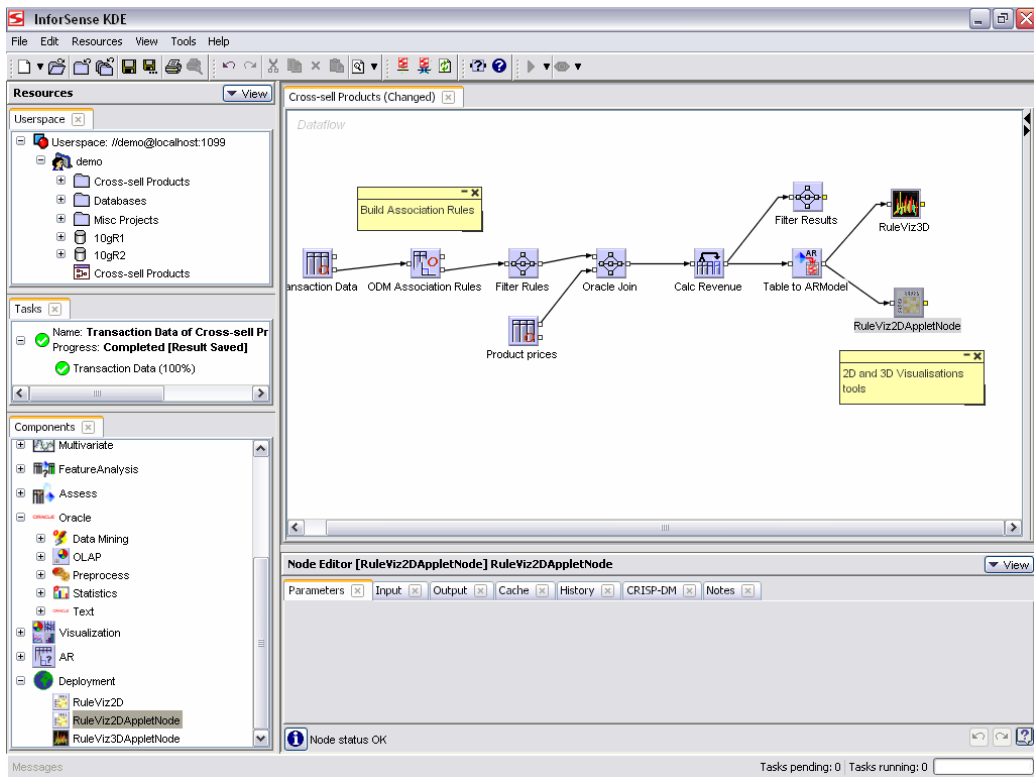 InforSense KDE
File Edit Resources View Tools Help
Resources
View
Userspace
Userspace: //demo@localhost:1099
demo
Cross-sell Products
Databases
Misc Projects
10gR1
10gR2
Cross-sell Products
Tasks
Name: Transaction Data of Cross-sell Pr
Progress: Completed [Result Saved]
Transaction Data (100%)
Components
Multivariate
FeatureAnalysis
Assess
ORACLE Oracle
Data Mining
OLAP
Preprocess
Statistics
Text
Visualization
AR
Deployment
RuleViz2D
RuleViz2DAppletNode
RuleViz3DAppletNode
Cross-sell Products (Changed)
Dataflow
Build Association Rules
Filter Results
RuleViz3D
ansaction Data ODM Association Rules Filter Rules Oracle Join Calc Revenue Table to ARModel
AR
RuleViz2DAppletNode
Product prices
2D and 3D Visualisations
tools
Node Editor [RuleViz2DAppletNode] RuleViz2DAppletNode
View
Parameters Input Output Cache History CRISP-DM Notes
Node status OK
Messages
Tasks pending: 0 Tasks running: 0